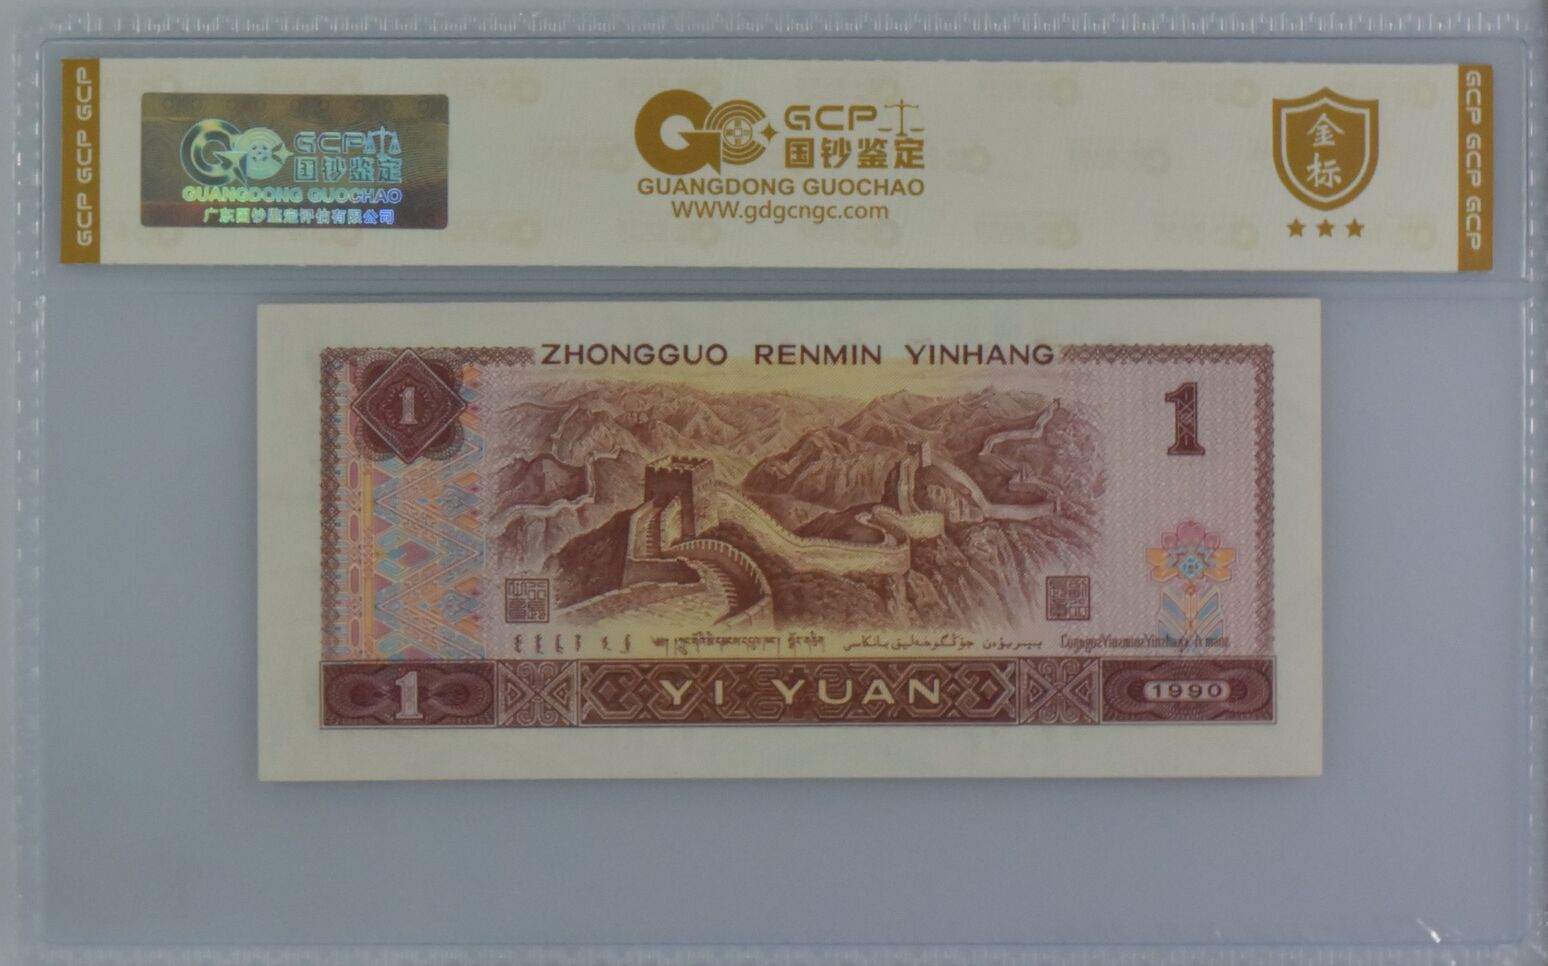 GCP GCP GCP
GCP
国钞鉴定
GUANGDONG GUOCHAO
广东国钞鉴定评估有限公司
GCP
国钞鉴定
GUANGDONG GUOCHAO
WWW.gdgcngc.com
金标
GCP GCP GCP
ZHONGGUO RENMIN YINHANG
1
1
1
YI YUAN
1990